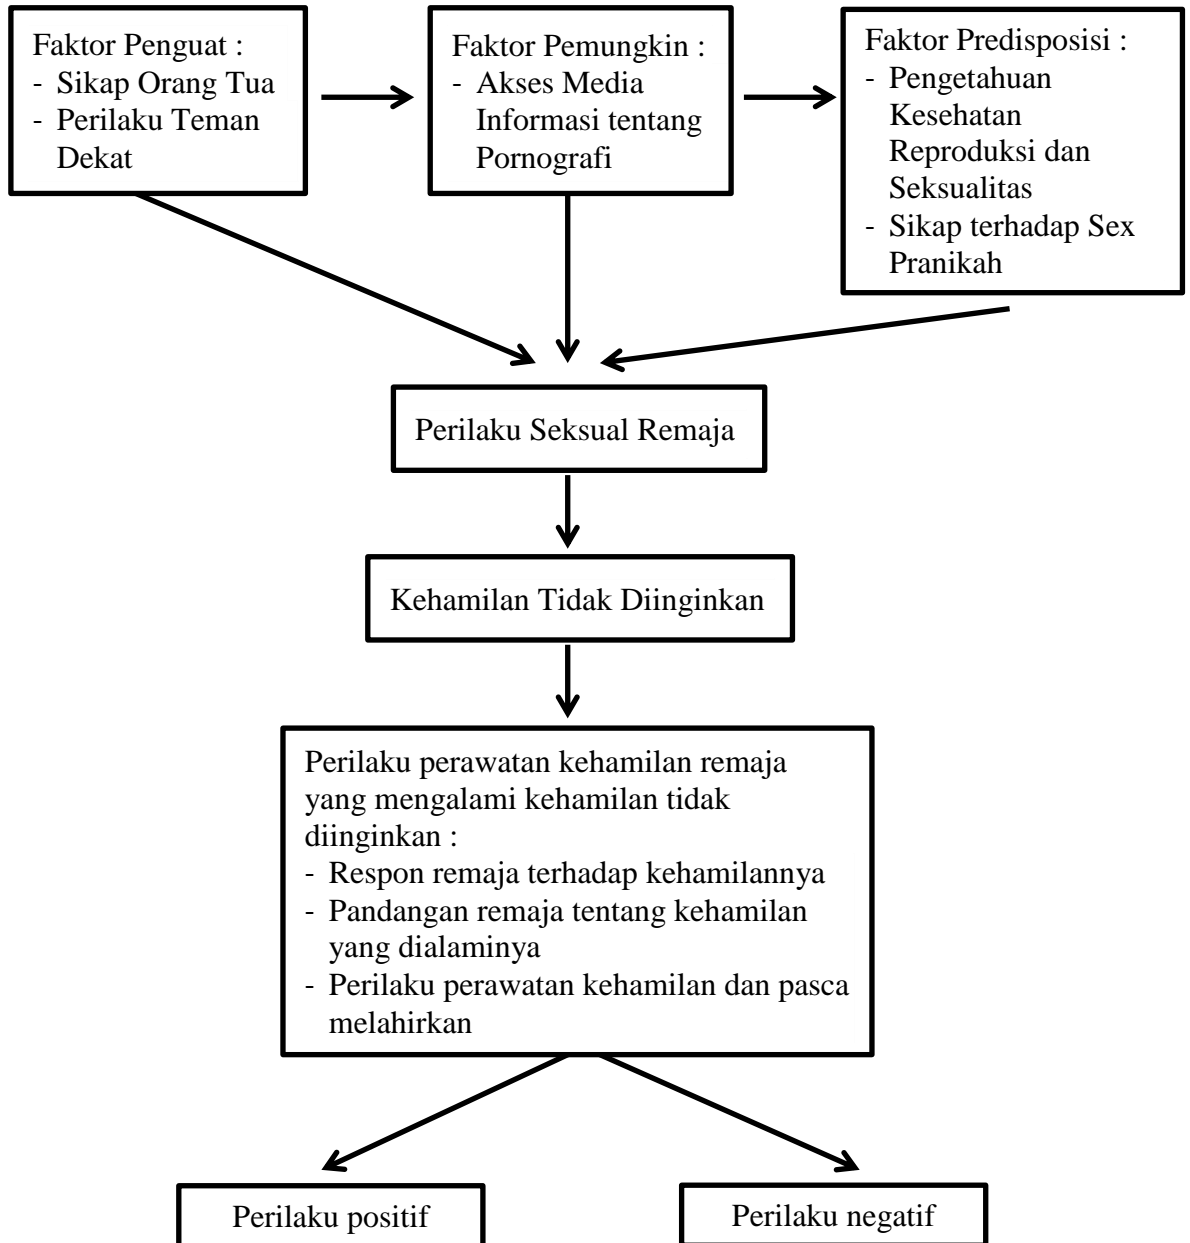 Faktor Penguat :
- Sikap Orang Tua
- Perilaku Teman
Dekat
Faktor Pemungkin :
- Akses Media
Informasi tentang
Pornografi
Faktor Predisposisi :
- Pengetahuan
Kesehatan
Reproduksi dan
Seksualitas
- Sikap terhadap Sex
Pranikah
Perilaku Seksual Remaja
Kehamilan Tidak Diinginkan
Perilaku perawatan kehamilan remaja
yang mengalami kehamilan tidak
diinginkan :
- Respon remaja terhadap kehamilannya
- Pandangan remaja tentang kehamilan
yang dialaminya
- Perilaku perawatan kehamilan dan pasca
melahirkan
Perilaku positif
Perilaku negatif